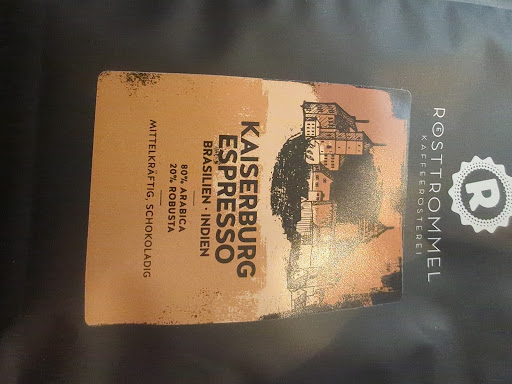 R
RÖSTTROMMEL
KAFFEERÖSTEREI
KAISERBURG
ESPRESSO
BRASILIEN · INDIEN
80% ARABICA
20% ROBUSTA
MITTELKRÄFTIG, SCHOKOLADIG